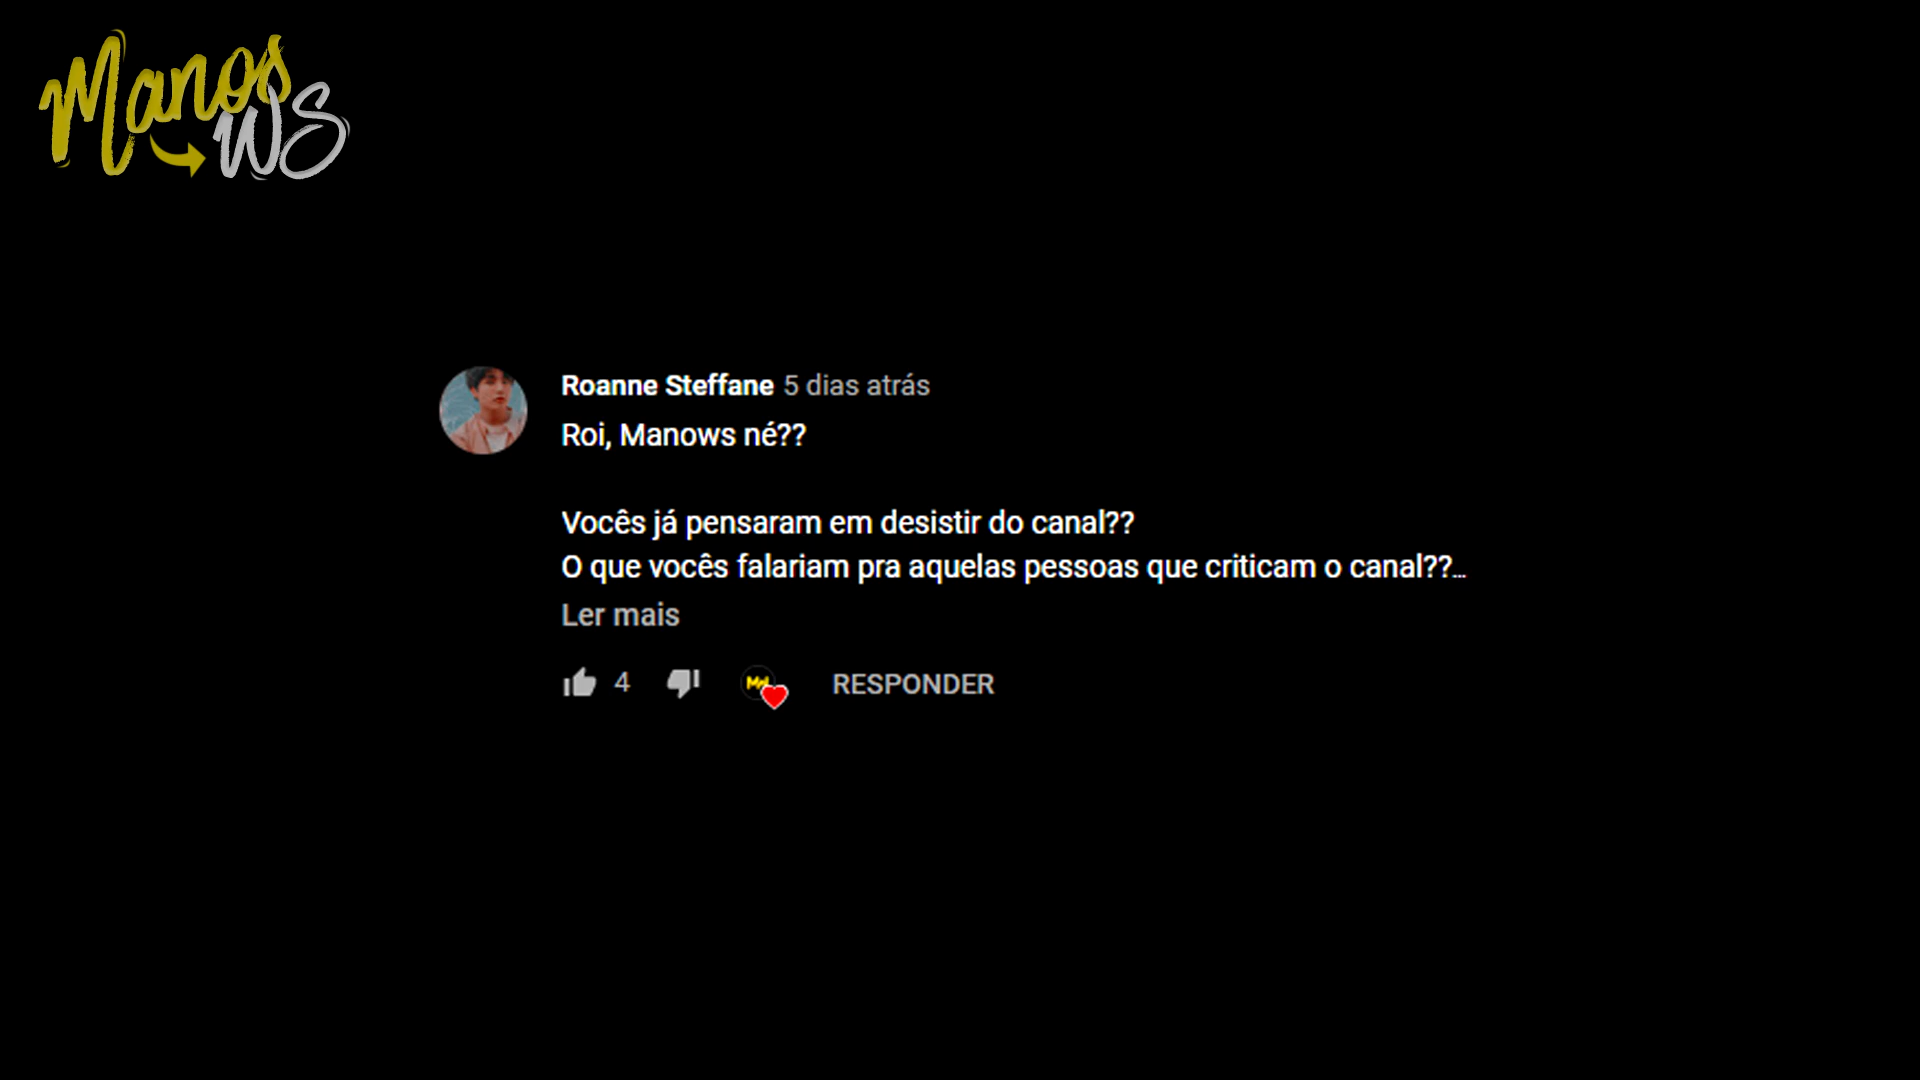 Manos
WS
Roanne Steffane 5 dias atrás
Roi, Manows né??
Vocês já pensaram em desistir do canal??
O que vocês falariam pra aquelas pessoas que criticam o canal??...
Ler mais
4 RESPONDER